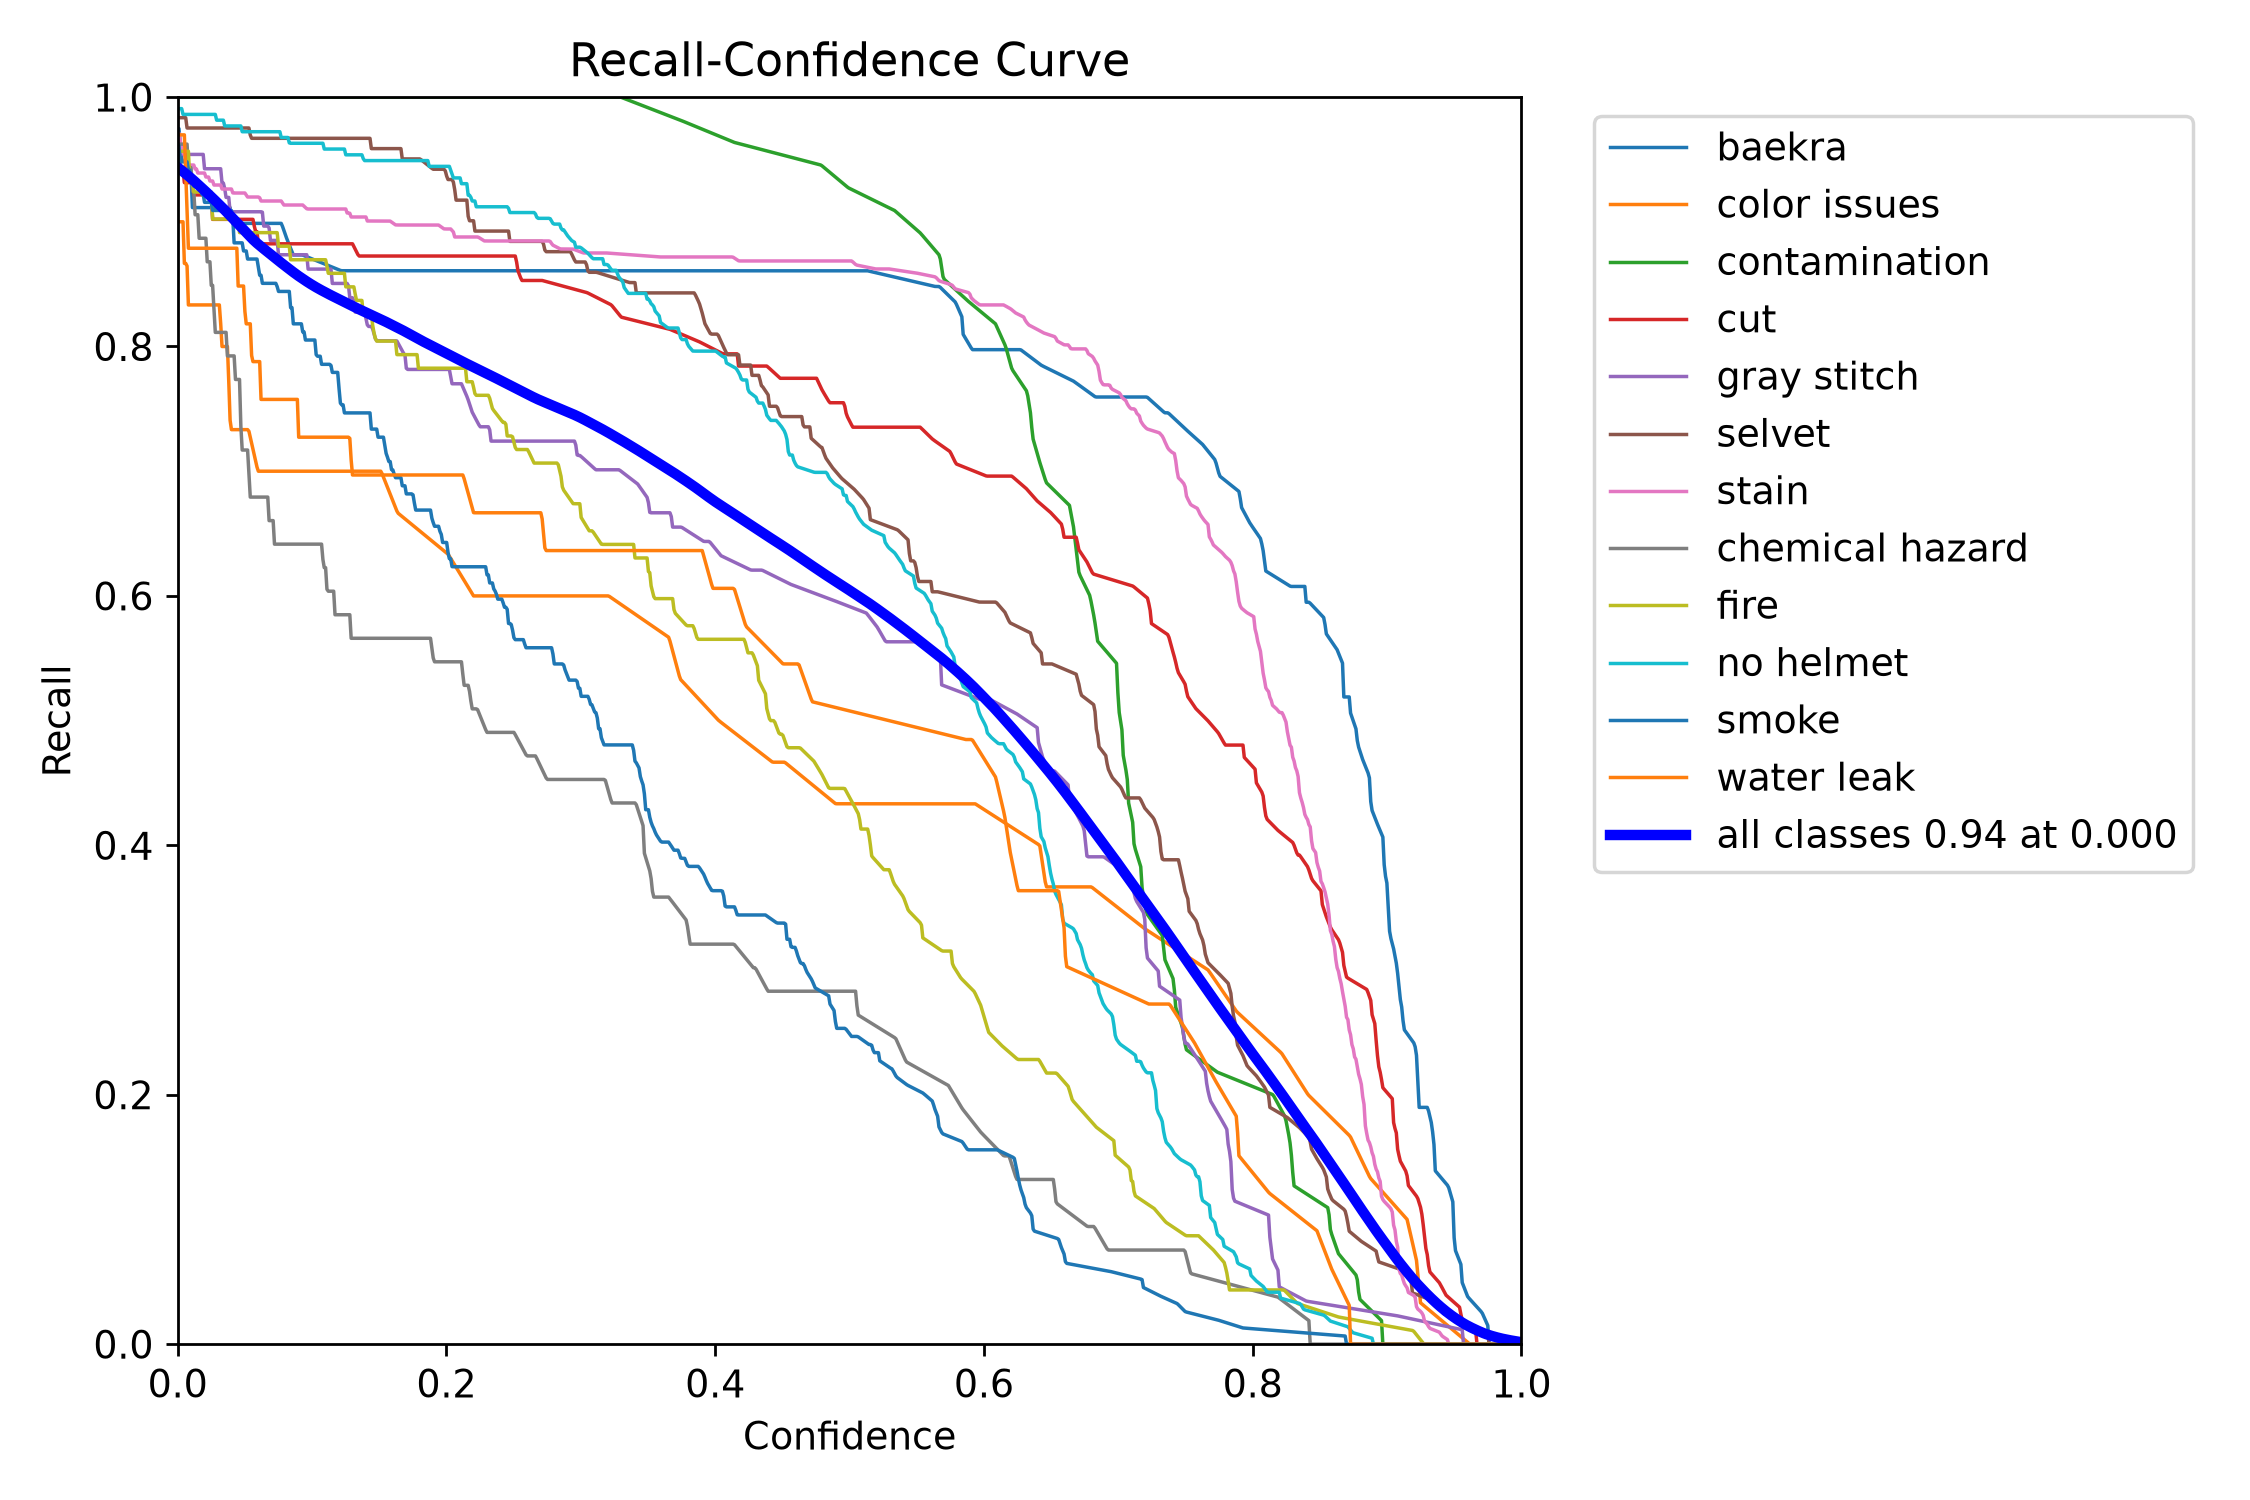 Recall-Confidence Curve
1.0
0.8
0.6
0.4
0.2
0.0
Recall
0.0 0.2 0.4 0.6 0.8 1.0
Confidence
baekra
color issues
contamination
cut
gray stitch
selvet
stain
chemical hazard
fire
no helmet
smoke
water leak
all classes 0.94 at 0.000